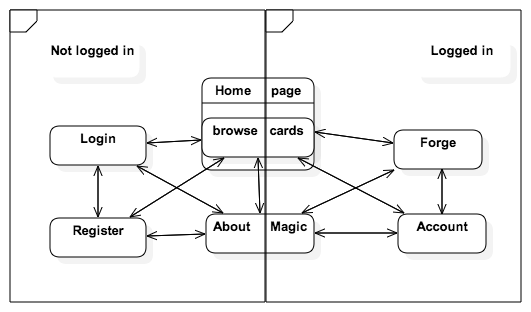 Not logged in
Logged in
Home page
browse cards
Login
Forge
Register
About Magic
Account